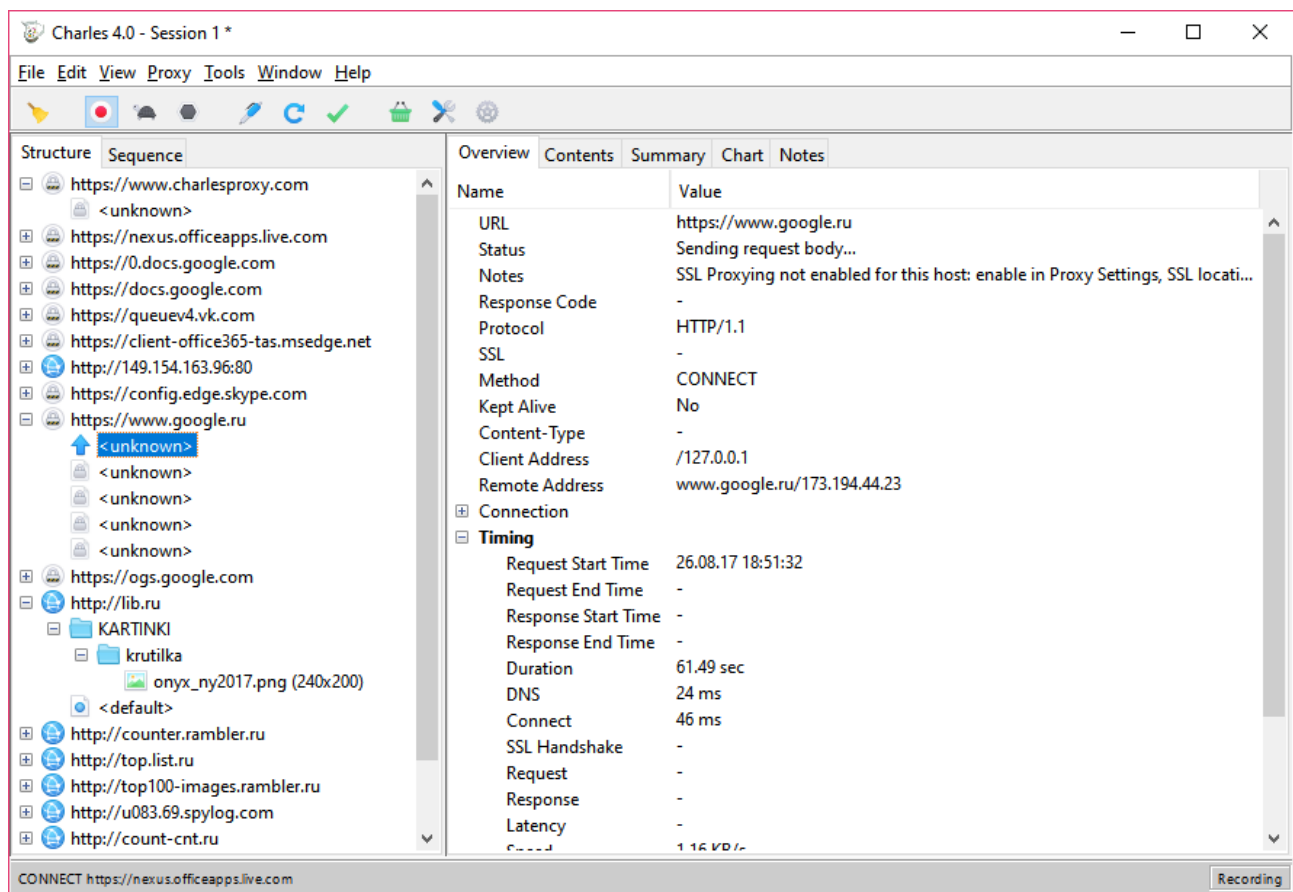 Charles 4.0 - Session 1 *
File Edit View Proxy Tools Window Help
Structure Sequence
https://www.charlesproxy.com
<unknown>
https://nexus.officeapps.live.com
https://0.docs.google.com
https://docs.google.com
https://queuev4.vk.com
https://client-office365-tas.msedge.net
http://149.154.163.96:80
https://config.edge.skype.com
https://www.google.ru
<unknown>
<unknown>
<unknown>
<unknown>
<unknown>
https://ogs.google.com
http://lib.ru
KARTINKI
krutilka
onyx_ny2017.png (240x200)
<default>
http://counter.rambler.ru
http://top.list.ru
http://top100-images.rambler.ru
http://u083.69.spylog.com
http://count-cnt.ru
Overview Contents Summary Chart Notes
Name Value
URL https://www.google.ru
Status Sending request body...
Notes SSL Proxying not enabled for this host: enable in Proxy Settings, SSL locati...
Response Code -
Protocol HTTP/1.1
SSL -
Method CONNECT
Kept Alive No
Content-Type -
Client Address /127.0.0.1
Remote Address www.google.ru/173.194.44.23
Connection
Timing
Request Start Time 26.08.17 18:51:32
Request End Time -
Response Start Time -
Response End Time -
Duration 61.49 sec
DNS 24 ms
Connect 46 ms
SSL Handshake -
Request -
Response -
Latency -
Speed 1.16 KB/s
CONNECT https://nexus.officeapps.live.com
Recording